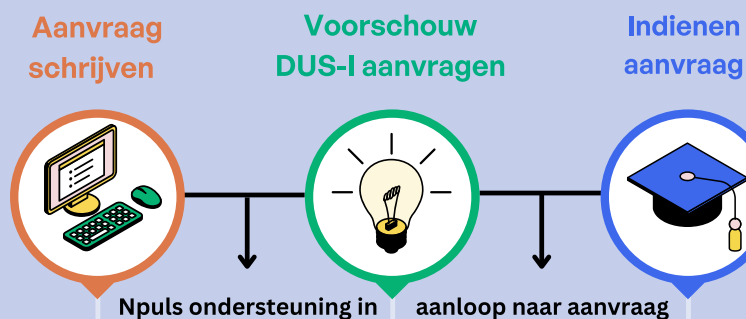 Aanvraag
schrijven
Voorschouw
DUS-I aanvragen
Indienen
aanvraag
Npuls ondersteuning in aanloop naar aanvraag